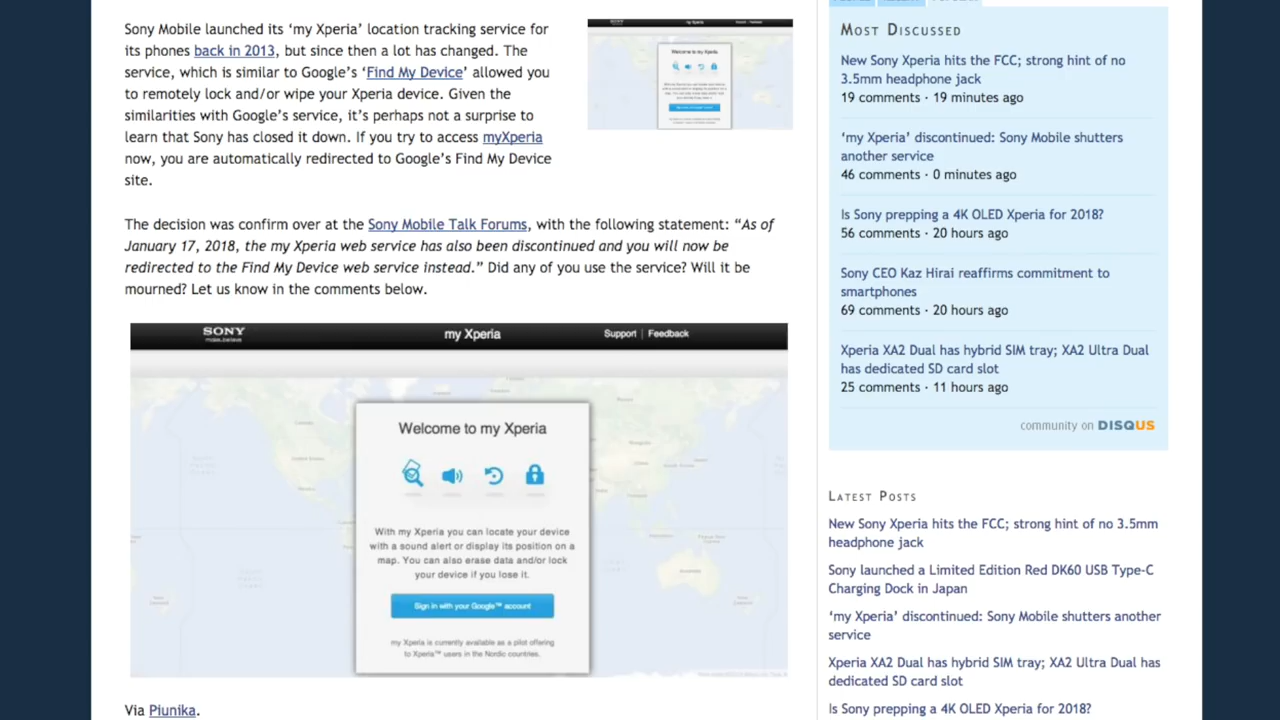 Sony Mobile launched its ‘my Xperia’ location tracking service for
its phones back in 2013, but since then a lot has changed. The
service, which is similar to Google’s ‘Find My Device’ allowed you
to remotely lock and/or wipe your Xperia device. Given the
similarities with Google’s service, it’s perhaps not a surprise to
learn that Sony has closed it down. If you try to access myXperia
now, you are automatically redirected to Google’s Find My Device
site.
my Xperia
Welcome to my Xperia
The decision was confirm over at the Sony Mobile Talk Forums, with the following statement: “As of
January 17, 2018, the my Xperia web service has also been discontinued and you will now be
redirected to the Find My Device web service instead.” Did any of you use the service? Will it be
mourned? Let us know in the comments below.
SONY
make.believe
my Xperia
Support | Feedback
Welcome to my Xperia
With my Xperia you can locate your device
with a sound alert or display its position on a
map. You can also erase data and/or lock
your device if you lose it.
Sign in with your Google™ account
my Xperia is currently available as a pilot offering
to Xperia™ users in the Nordic countries.
Via Piunika.
Most Discussed
New Sony Xperia hits the FCC; strong hint of no
3.5mm headphone jack
19 comments · 19 minutes ago
‘my Xperia’ discontinued: Sony Mobile shutters
another service
46 comments · 0 minutes ago
Is Sony prepping a 4K OLED Xperia for 2018?
56 comments · 20 hours ago
Sony CEO Kaz Hirai reaffirms commitment to
smartphones
69 comments · 20 hours ago
Xperia XA2 Dual has hybrid SIM tray; XA2 Ultra Dual
has dedicated SD card slot
25 comments · 11 hours ago
community on DISQUS
Latest Posts
New Sony Xperia hits the FCC; strong hint of no 3.5mm
headphone jack
Sony launched a Limited Edition Red DK60 USB Type-C
Charging Dock in Japan
‘my Xperia’ discontinued: Sony Mobile shutters another
service
Xperia XA2 Dual has hybrid SIM tray; XA2 Ultra Dual has
dedicated SD card slot
Is Sony prepping a 4K OLED Xperia for 2018?